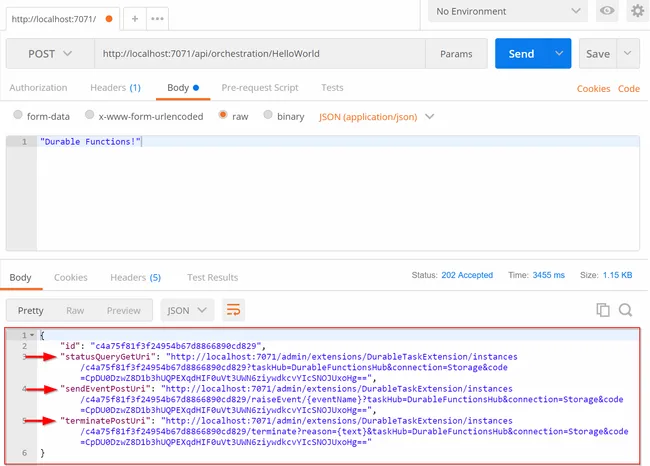 http://localhost:7071/
+
•••
No Environment
POST
http://localhost:7071/api/orchestration/HelloWorld
Params
Send
Save
Authorization
Headers (1)
Body
Pre-request Script
Tests
Cookies
Code
form-data
x-www-form-urlencoded
raw
binary
JSON (application/json)
1 "Durable Functions!"
Body
Cookies
Headers (5)
Test Results
Status: 202 Accepted
Time: 3455 ms
Size: 1.15 KB
Pretty
Raw
Preview
JSON
1 {
2 "id": "c4a75f81f3f24954b67d8866890cd829",
3 "statusQueryGetUri": "http://localhost:7071/admin/extensions/DurableTaskExtension/instances
/c4a75f81f3f24954b67d8866890cd829?taskHub=DurableFunctionsHub&connection=Storage&code
=CpDU0DzwZ8D1b3hUQPEXqdHIF0uVt3UWN6ziywdkcvYIcSNOJUxoHg==",
4 "sendEventPostUri": "http://localhost:7071/admin/extensions/DurableTaskExtension/instances
/c4a75f81f3f24954b67d8866890cd829/raiseEvent/{eventName}?taskHub=DurableFunctionsHub&connection=Storage&code
=CpDU0DzwZ8D1b3hUQPEXqdHIF0uVt3UWN6ziywdkcvYIcSNOJUxoHg==",
5 "terminatePostUri": "http://localhost:7071/admin/extensions/DurableTaskExtension/instances
/c4a75f81f3f24954b67d8866890cd829/terminate?reason={text}&taskHub=DurableFunctionsHub&connection=Storage&code
=CpDU0DzwZ8D1b3hUQPEXqdHIF0uVt3UWN6ziywdkcvYIcSNOJUxoHg=="
6 }